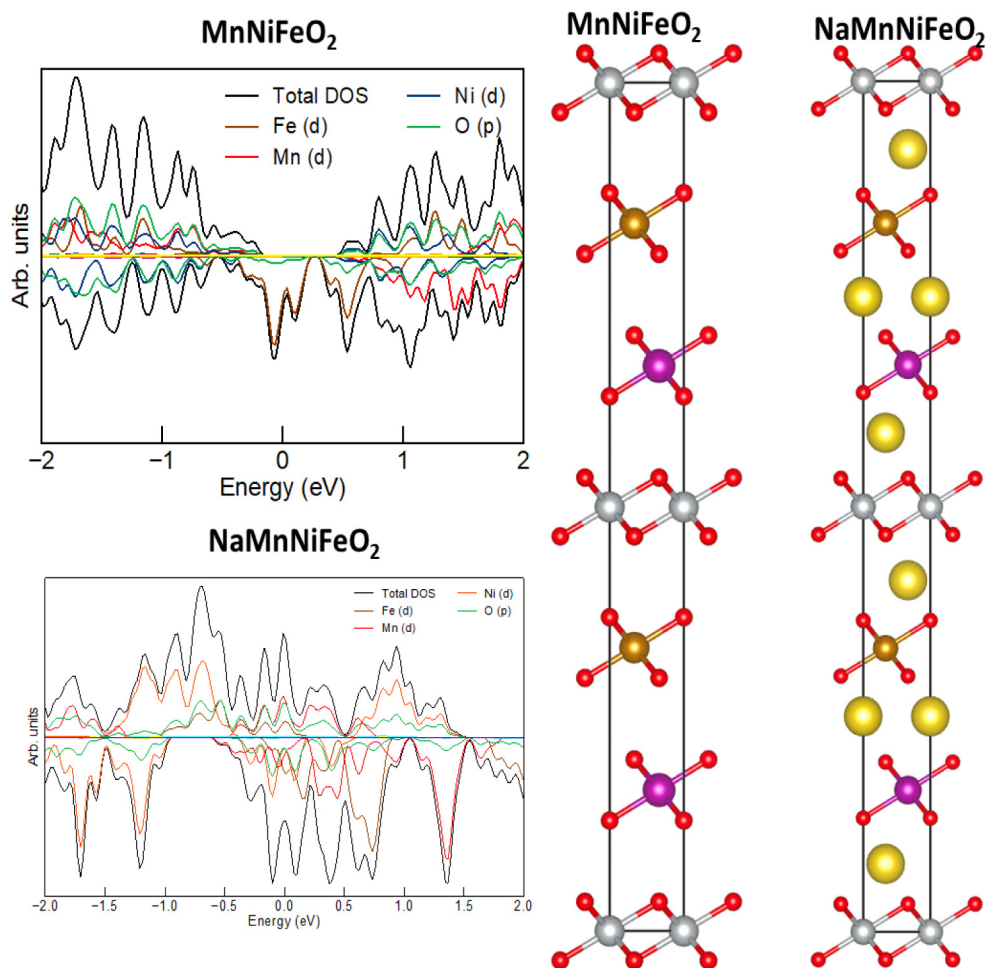 MnNiFeO₂
Total DOS
Fe (d)
Mn (d)
Ni (d)
O (p)
Arb. units
−2 −1 0 1 2
Energy (eV)
NaMnNiFeO₂
Total DOS
Fe (d)
Mn (d)
Ni (d)
O (p)
Arb. units
−2.0 −1.5 −1.0 −0.5 0.0 0.5 1.0 1.5 2.0
Energy (eV)
MnNiFeO₂
NaMnNiFeO₂